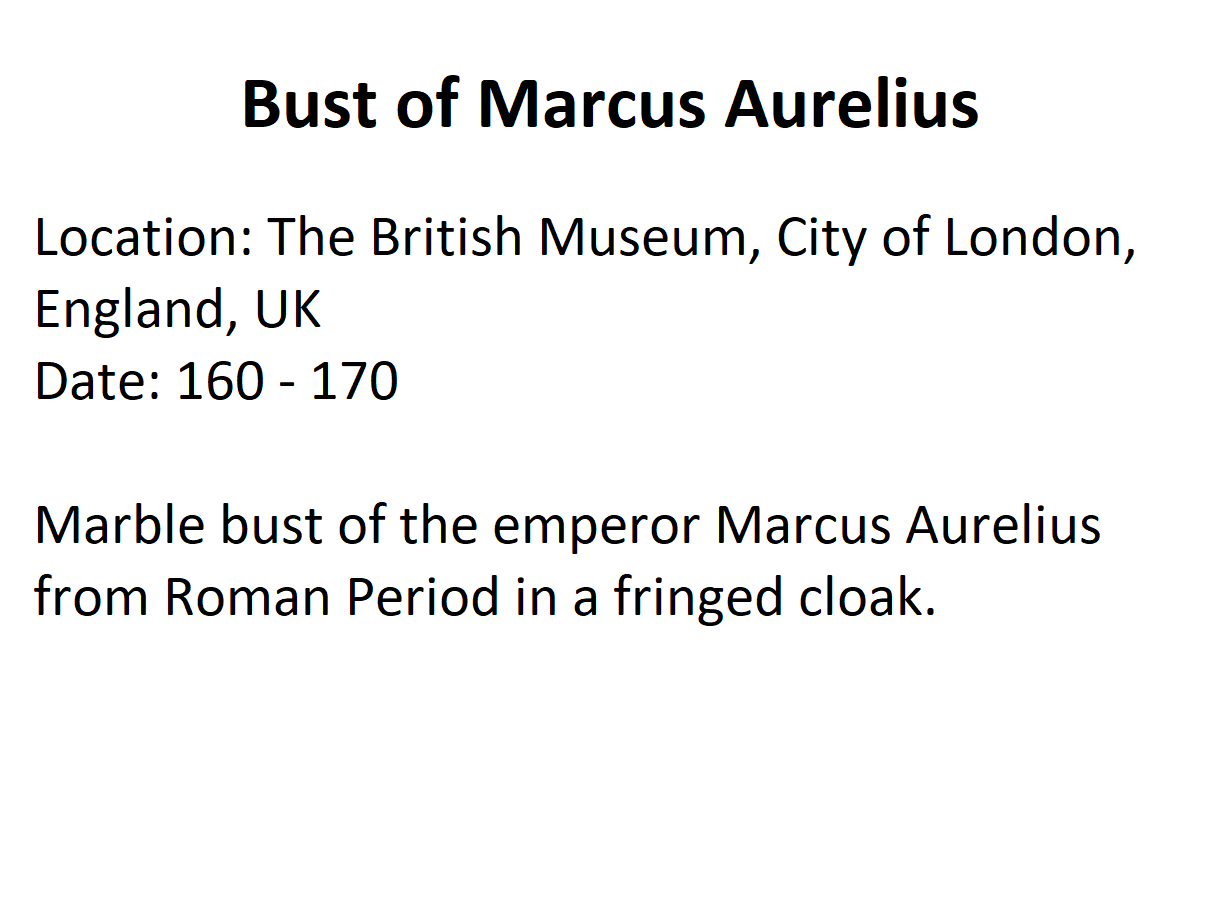 Bust of Marcus Aurelius
Location: The British Museum, City of London,
England, UK
Date: 160 - 170
Marble bust of the emperor Marcus Aurelius
from Roman Period in a fringed cloak.